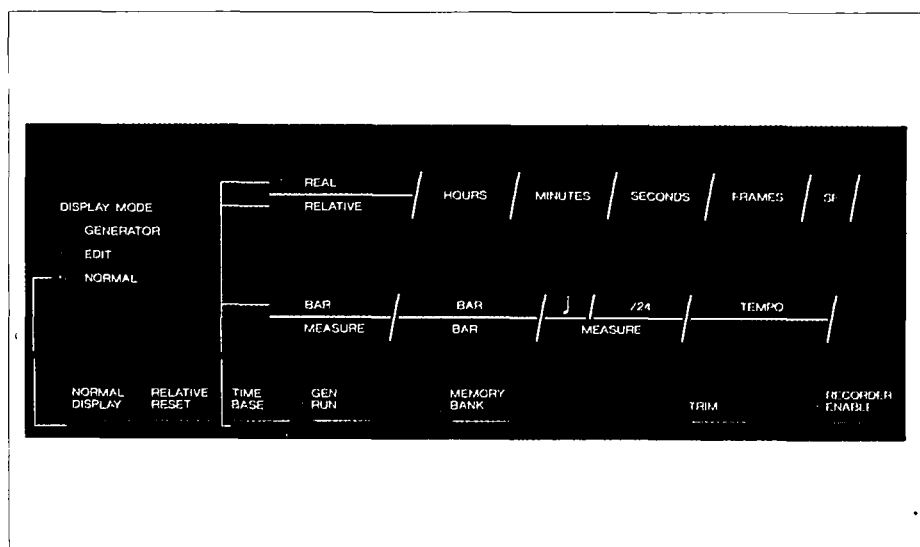 REAL
RELATIVE
HOURS
MINUTES
SECONDS
FRAMES
SF
DISPLAY MODE
GENERATOR
EDIT
NORMAL
BAR
BAR
♩
/24
TEMPO
MEASURE
BAR
MEASURE
NORMAL
DISPLAY
RELATIVE
RESET
TIME
BASE
GEN
RUN
MEMORY
BANK
TRIM
RECORDER
ENABLE